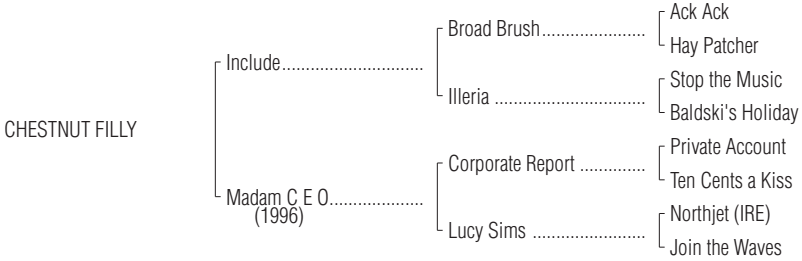 Ack Ack
Broad Brush......................
Hay Patcher
Include..............................
Stop the Music
Illeria ................................
Baldski's Holiday
CHESTNUT FILLY
Private Account
Corporate Report ..............
Ten Cents a Kiss
Madam C E O....................
(1996)
Northjet (IRE)
Lucy Sims ........................
Join the Waves